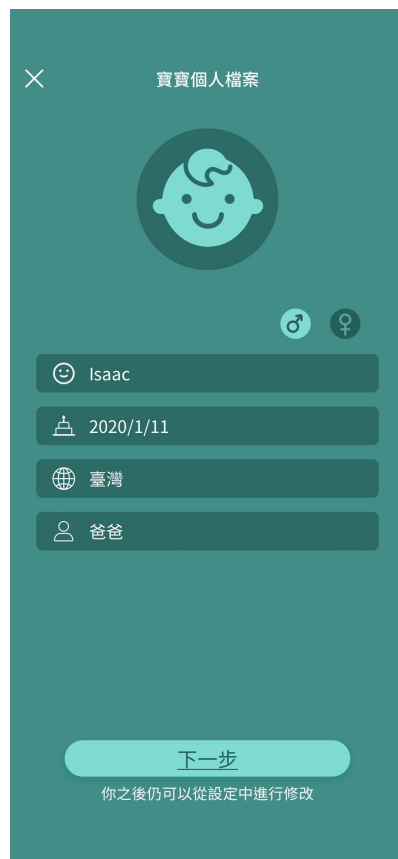 寶寶個人檔案
Isaac
2020/1/11
臺灣
爸爸
下一步
你之後仍可以從設定中進行修改